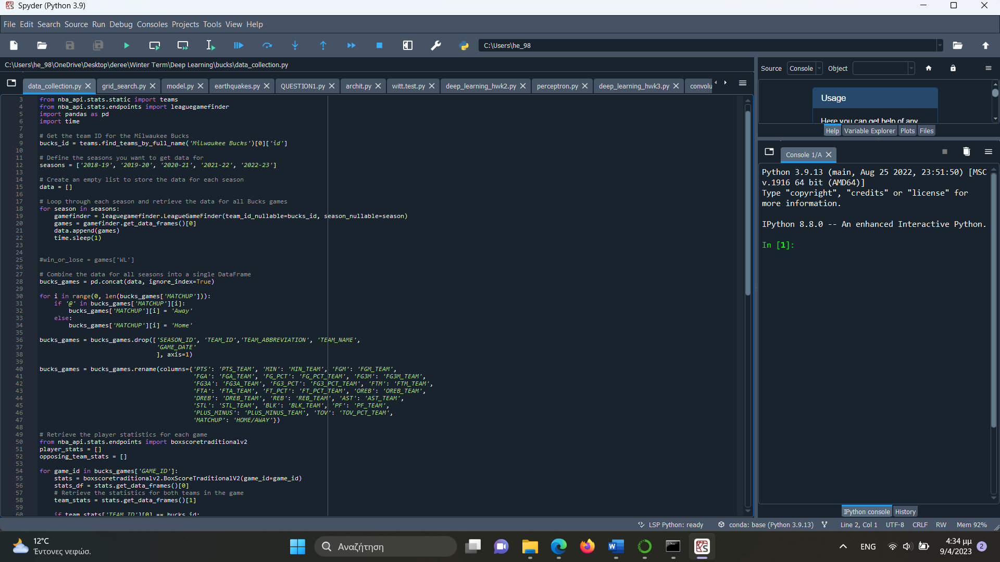 Spyder (Python 3.9)
File Edit Search Source Run Debug Consoles Projects Tools View Help
C:\Users\he_98
C:\Users\he_98\OneDrive\Desktop\deree\Winter Term\Deep Learning\bucks\data_collection.py
data_collection.py grid_search.py model.py earthquakes.py QUESTION1.py archit.py witt.test.py deep_learning_hwk2.py perceptron.py deep_learning_hwk3.py convolu
3 from nba_api.stats.static import teams
4 from nba_api.stats.endpoints import leaguegamefinder
5 import pandas as pd
6 import time
7
8 # Get the team ID for the Milwaukee Bucks
9 bucks_id = teams.find_teams_by_full_name('Milwaukee Bucks')[0]['id']
10
11 # Define the seasons you want to get data for
12 seasons = ['2018-19', '2019-20', '2020-21', '2021-22', '2022-23']
13
14 # Create an empty list to store the data for each season
15 data = []
16
17 # Loop through each season and retrieve the data for all Bucks games
18 for season in seasons:
19     gamefinder = leaguegamefinder.LeagueGameFinder(team_id_nullable=bucks_id, season_nullable=season)
20     games = gamefinder.get_data_frames()[0]
21     data.append(games)
22     time.sleep(1)
23
24
25 #win_or_lose = games['WL']
26
27 # Combine the data for all seasons into a single DataFrame
28 bucks_games = pd.concat(data, ignore_index=True)
29
30 for i in range(0, len(bucks_games['MATCHUP'])):
31     if '@' in bucks_games['MATCHUP'][i]:
32         bucks_games['MATCHUP'][i] = 'Away'
33     else:
34         bucks_games['MATCHUP'][i] = 'Home'
35
36 bucks_games = bucks_games.drop(['SEASON_ID', 'TEAM_ID','TEAM_ABBREVIATION', 'TEAM_NAME',
37                                 'GAME_DATE'
38                                 ], axis=1)
39
40 bucks_games = bucks_games.rename(columns={'PTS': 'PTS_TEAM', 'MIN': 'MIN_TEAM', 'FGM': 'FGM_TEAM',
41                                           'FGA': 'FGA_TEAM', 'FG_PCT': 'FG_PCT_TEAM', 'FG3M': 'FG3M_TEAM',
42                                           'FG3A': 'FG3A_TEAM', 'FG3_PCT': 'FG3_PCT_TEAM', 'FTM': 'FTM_TEAM',
43                                           'FTA': 'FTA_TEAM', 'FT_PCT': 'FT_PCT_TEAM', 'OREB': 'OREB_TEAM',
44                                           'DREB': 'DREB_TEAM', 'REB': 'REB_TEAM', 'AST': 'AST_TEAM',
45                                           'STL': 'STL_TEAM', 'BLK': 'BLK_TEAM', 'PF': 'PF_TEAM',
46                                           'PLUS_MINUS': 'PLUS_MINUS_TEAM', 'TOV': 'TOV_PCT_TEAM',
47                                           'MATCHUP': 'HOME/AWAY'})
48
49 # Retrieve the player statistics for each game
50 from nba_api.stats.endpoints import boxscoretraditionalv2
51 player_stats = []
52 opposing_team_stats = []
53
54 for game_id in bucks_games['GAME_ID']:
55     stats = boxscoretraditionalv2.BoxScoreTraditionalV2(game_id=game_id)
56     stats_df = stats.get_data_frames()[0]
57     # Retrieve the statistics for both teams in the game
58     team_stats = stats.get_data_frames()[1]
59
60     if team_stats['TEAM_ID'][0] == bucks_id:
Source Console Object
Usage
Here you can get help of any
Help Variable Explorer Plots Files
Console 1/A
Python 3.9.13 (main, Aug 25 2022, 23:51:50) [MSC
v.1916 64 bit (AMD64)]
Type "copyright", "credits" or "license" for
more information.
IPython 8.8.0 -- An enhanced Interactive Python.
In [1]:
IPython console History
LSP Python: ready conda: base (Python 3.9.13) Line 2, Col 1 UTF-8 CRLF RW Mem 92%
12°C
Έντονες νεφώσ.
Αναζήτηση
ENG
4:34 μμ
9/4/2023
2